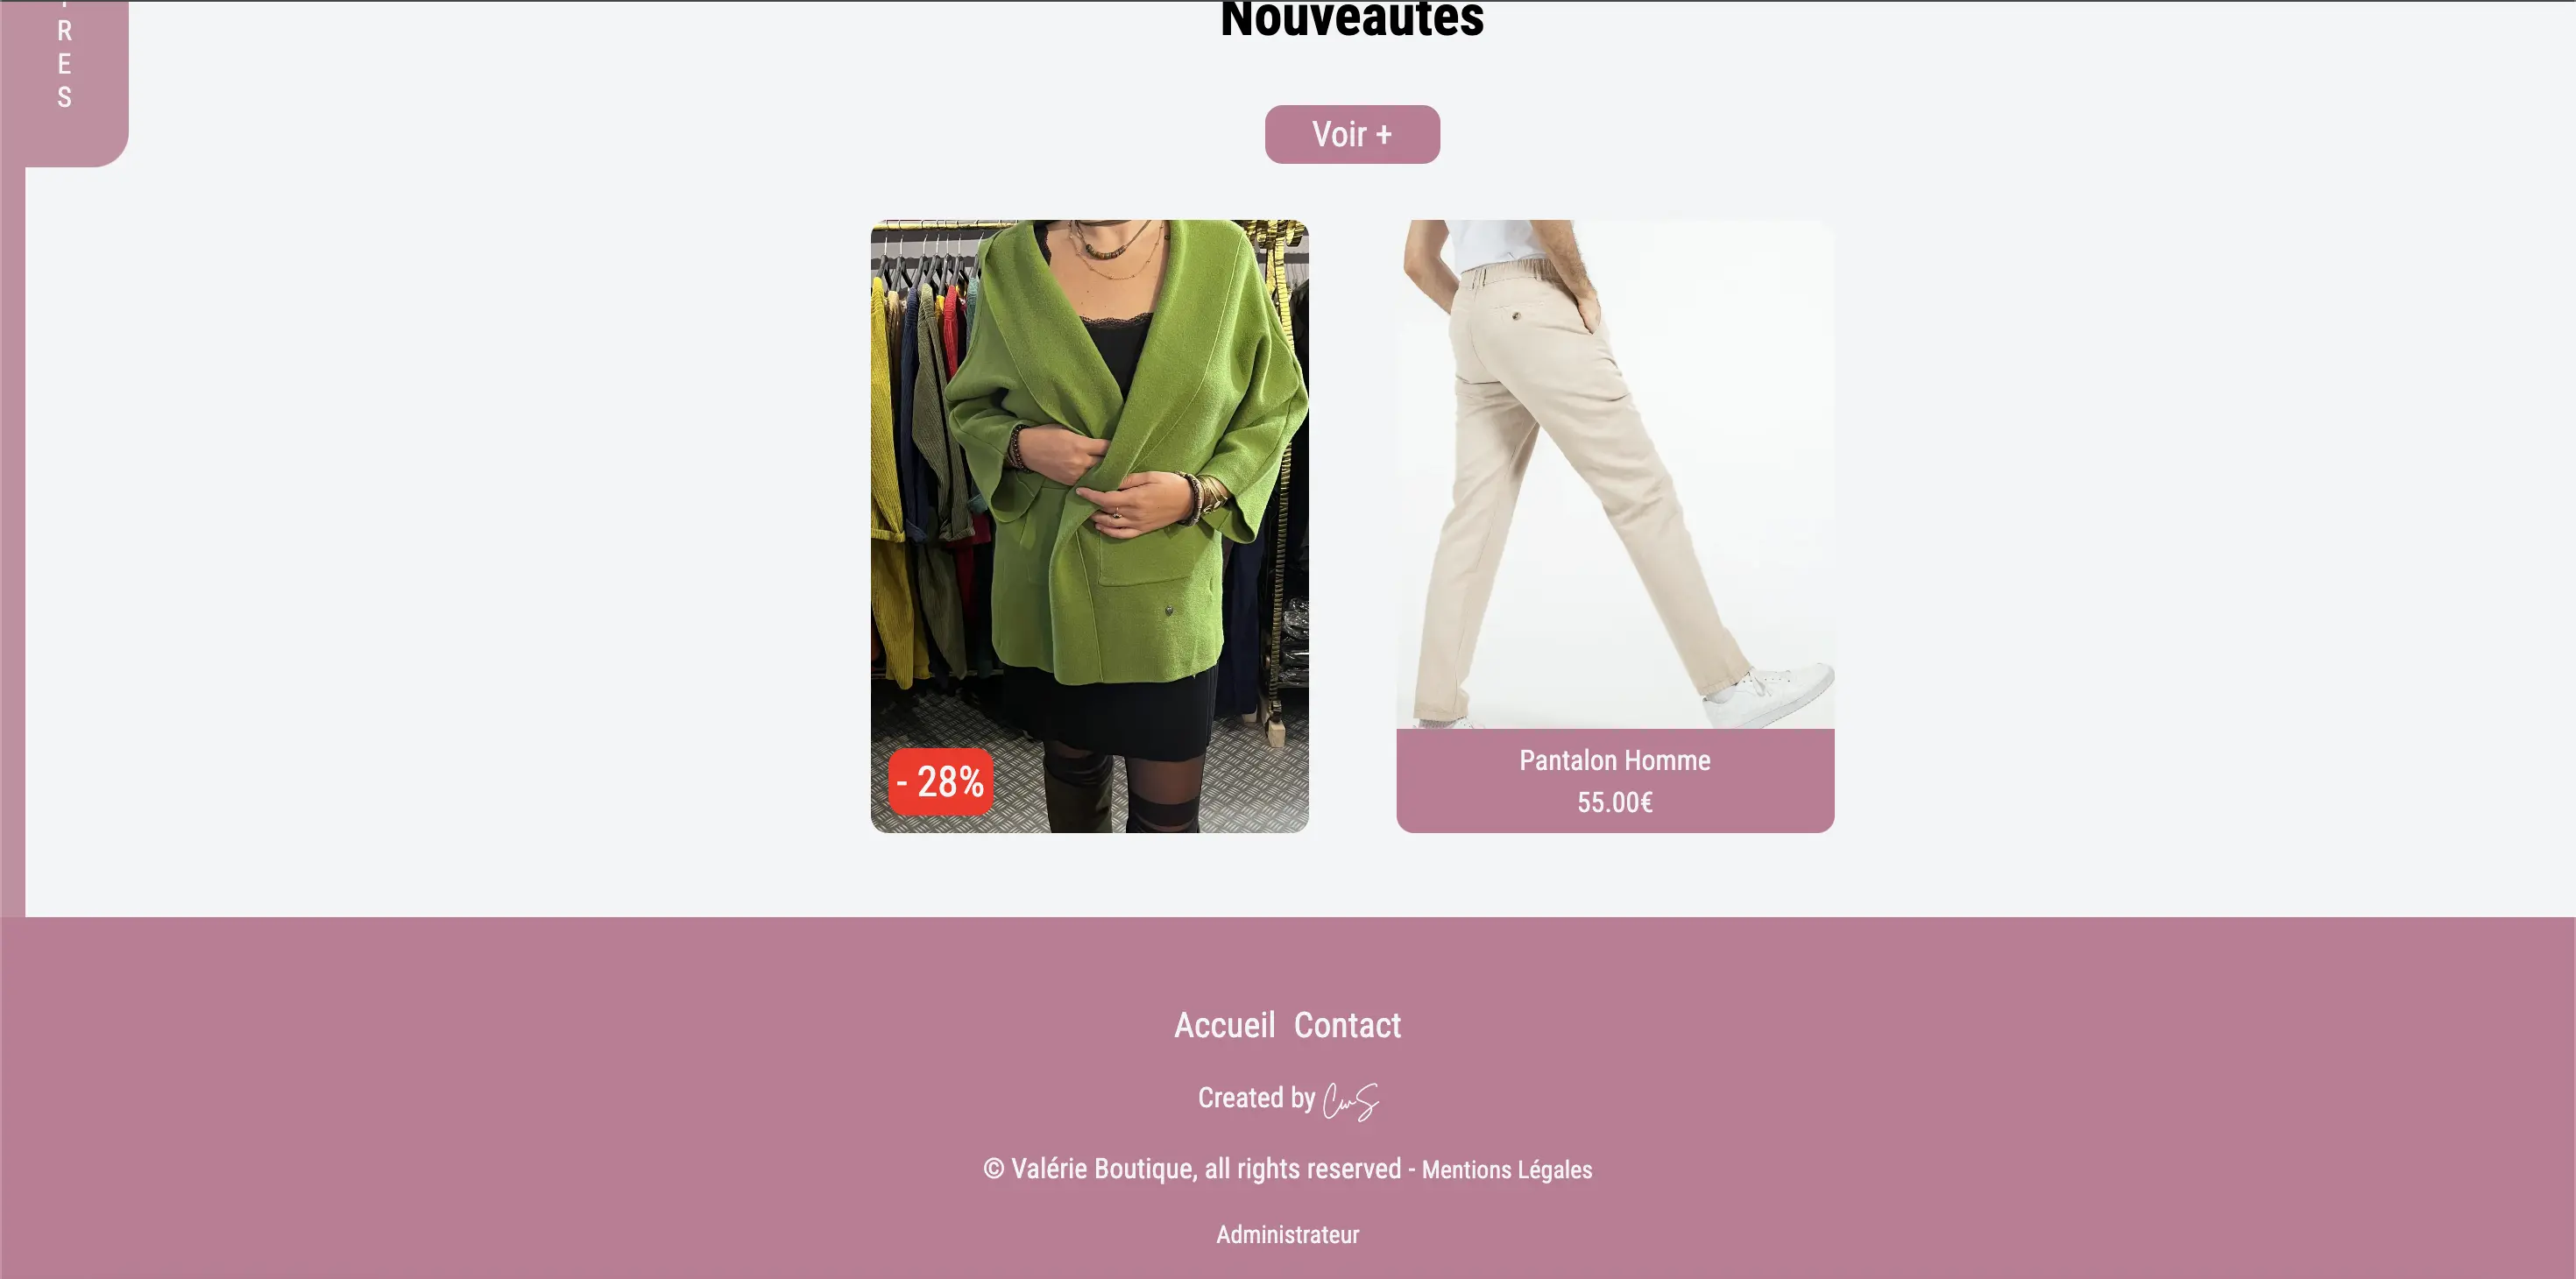 R
E
S
Nouveautes
Voir +
- 28%
Pantalon Homme
55.00€
Accueil Contact
Created by CwS
© Valérie Boutique, all rights reserved - Mentions Légales
Administrateur